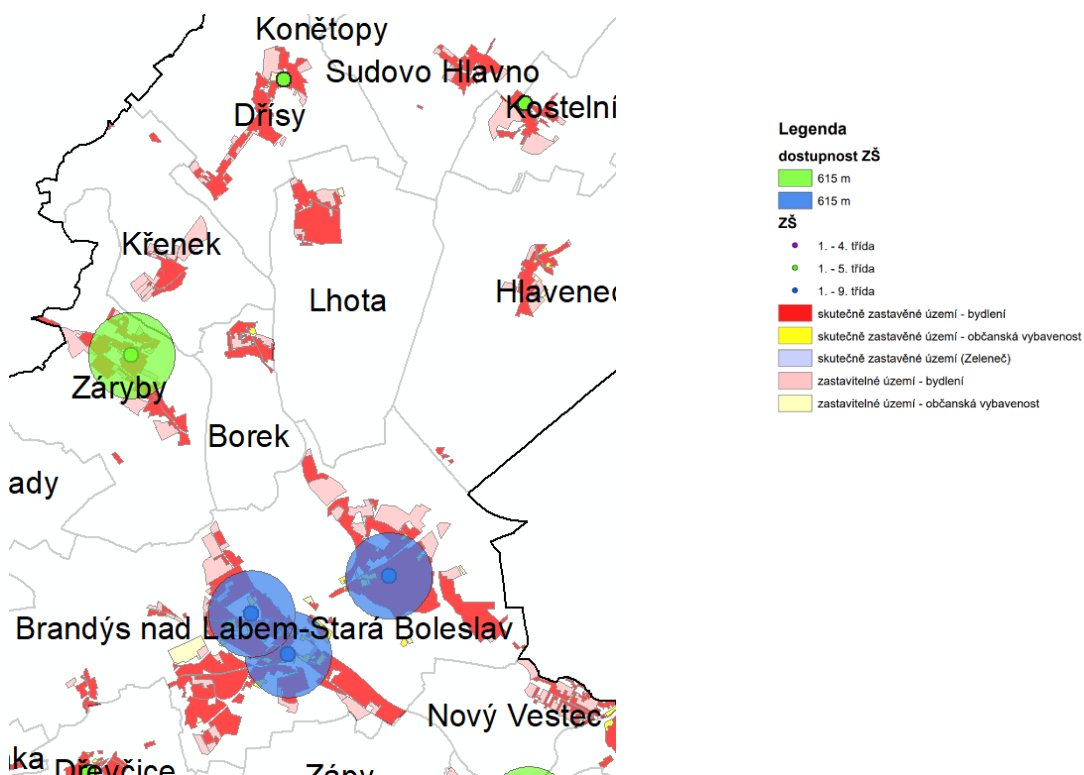 Konětopy
Sudovo Hlavno
Kostelní
Dřísy
Křenek
Lhota
Hlavenec
Záryby
Borek
ady
Brandýs nad Labem-Stará Boleslav
Nový Vestec
ka
Dřevčice
Zápy
Legenda
dostupnost ZŠ
615 m
615 m
ZŠ
1. - 4. třída
1. - 5. třída
1. - 9. třída
skutečně zastavěné území - bydlení
skutečně zastavěné území - občanská vybavenost
skutečně zastavěné území (Zeleneč)
zastavitelné území - bydlení
zastavitelné území - občanská vybavenost